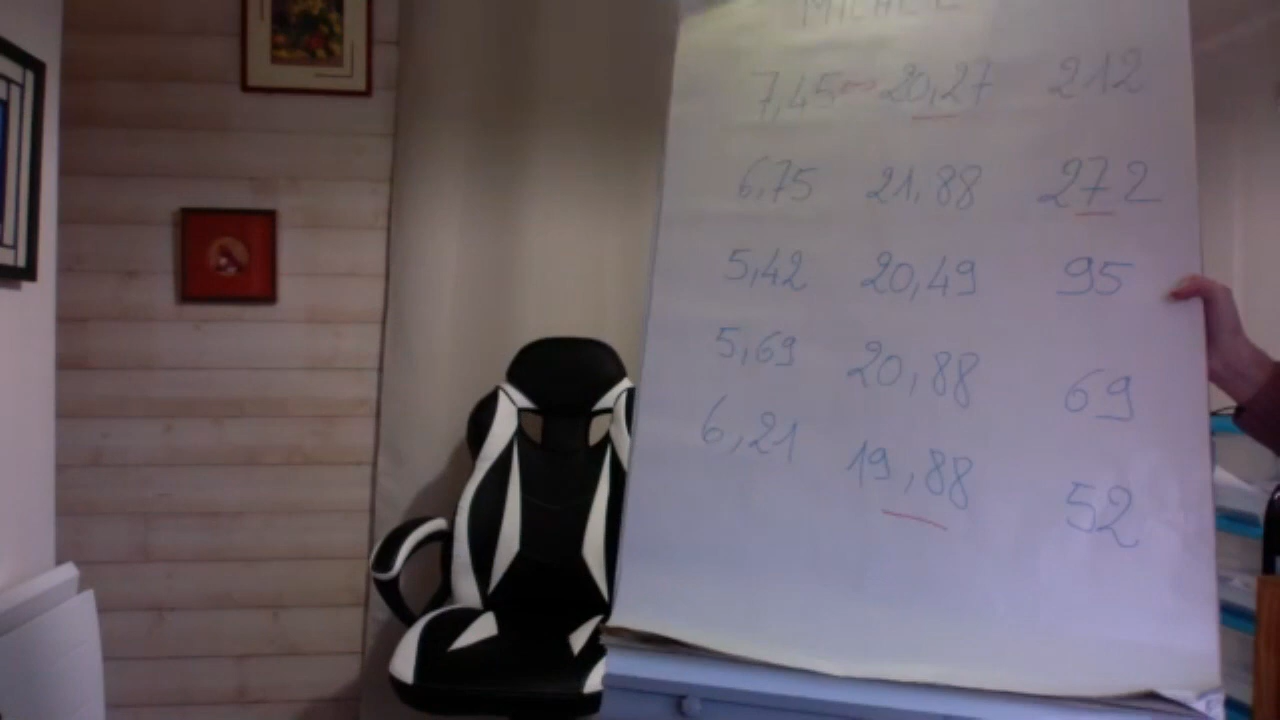 MICHEL
7,45 20,27 212
6,75 21,88 272
5,42 20,49 95
5,69 20,88 69
6,21 19,88 52